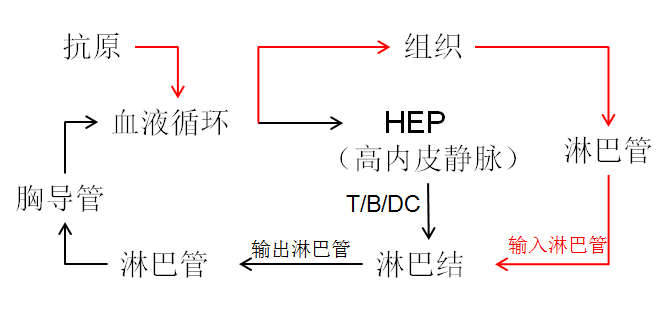 抗原
组织
血液循环
HEP
（高内皮静脉）
淋巴管
胸导管
T/B/DC
输出淋巴管
输入淋巴管
淋巴管
淋巴结